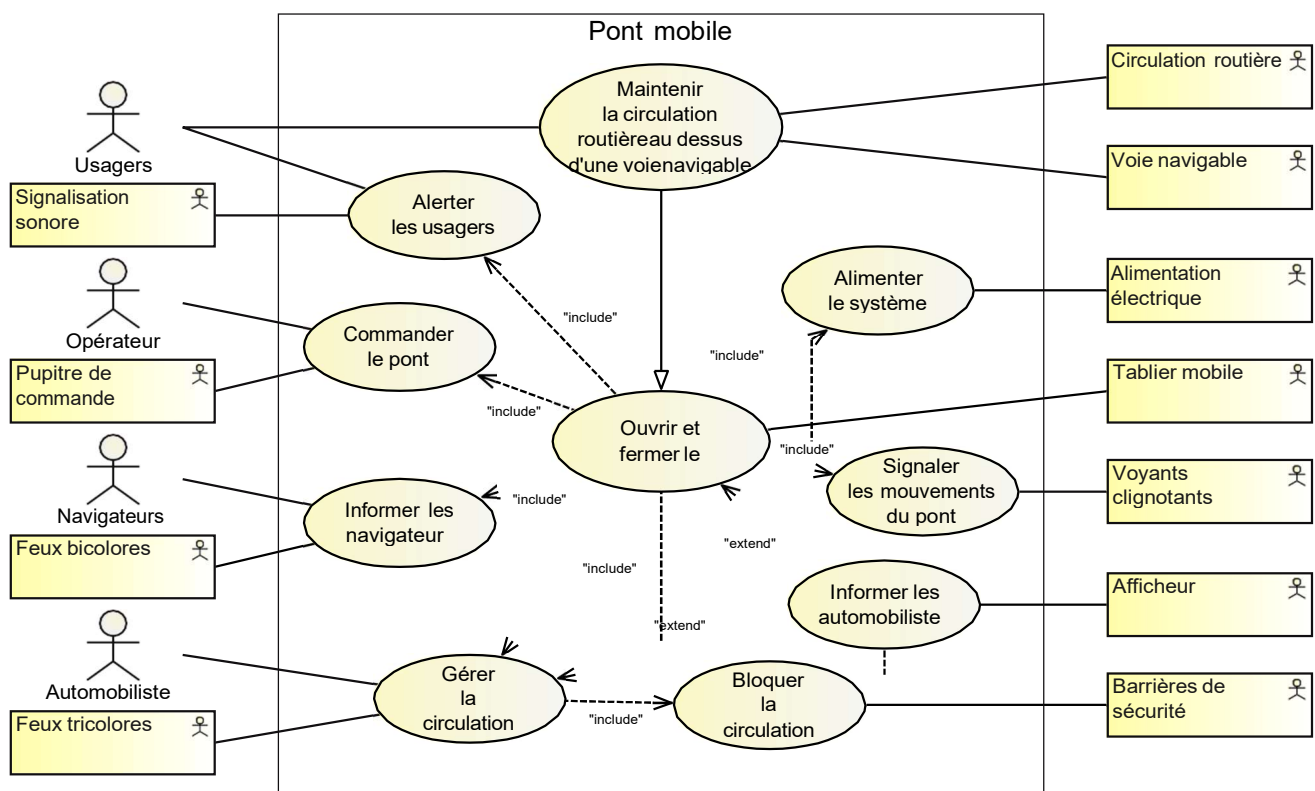 Pont mobile
Maintenir
la circulation
routièreau dessus
d'une voienavigable
Circulation routière
Voie navigable
Usagers
Signalisation
sonore
Alerter
les usagers
Alimenter
le système
Alimentation
électrique
Opérateur
Pupitre de
commande
Commander
le pont
"include"
"include"
"include"
Ouvrir et
fermer le
Tablier mobile
"include"
Signaler
les mouvements
du pont
Voyants
clignotants
Navigateurs
Feux bicolores
Informer les
navigateur
"include"
"extend"
"include"
Informer les
automobiliste
Afficheur
"extend"
Automobiliste
Feux tricolores
Gérer
la
circulation
"include"
Bloquer
la
circulation
Barrières de
sécurité